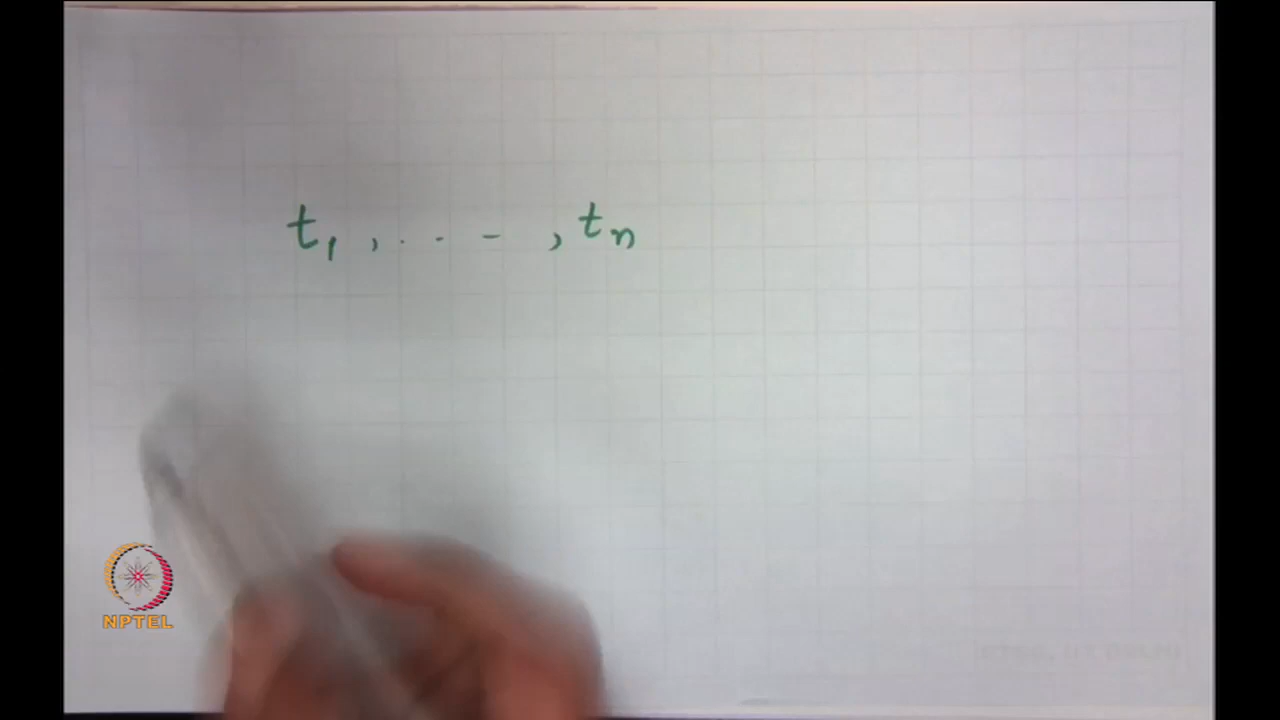 t₁, . . - , tₙ
NPTEL